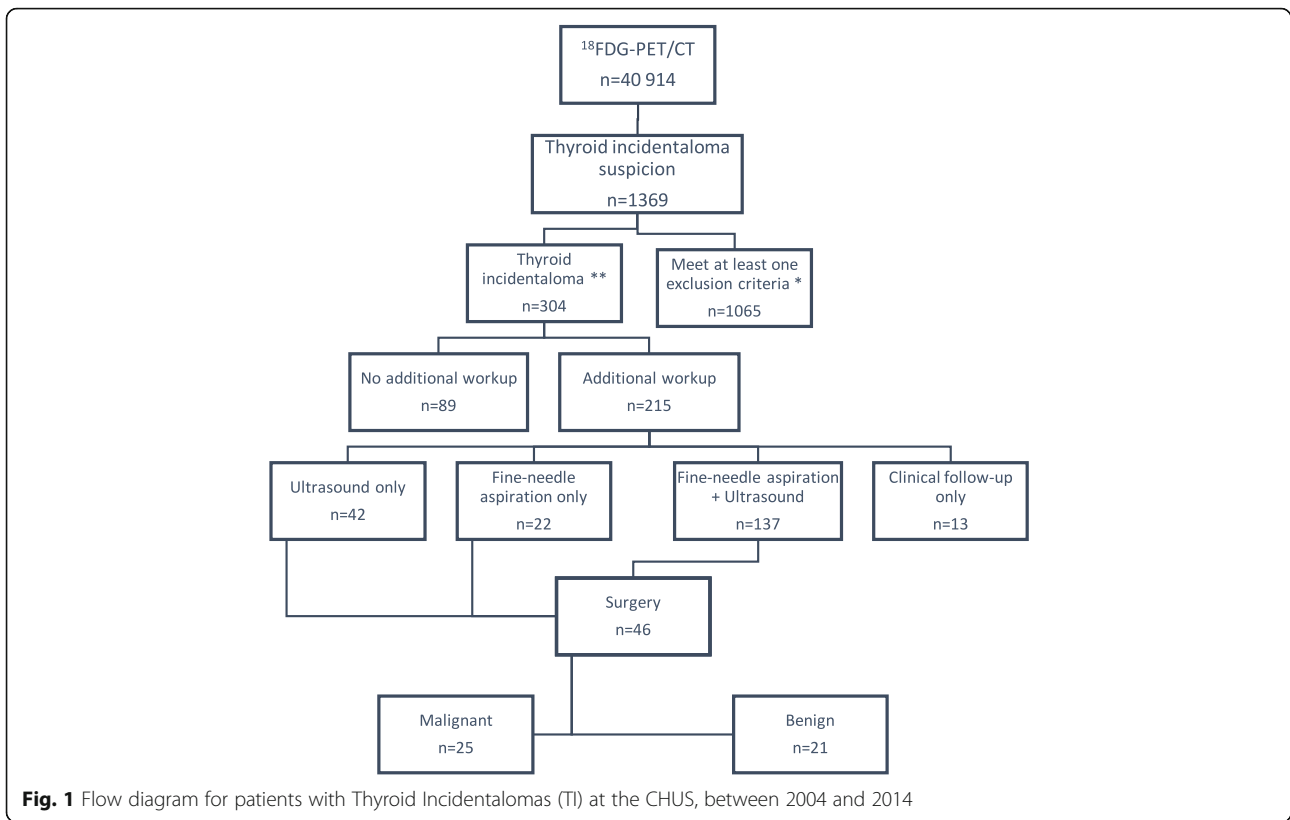 ¹⁸FDG-PET/CT
n=40 914
Thyroid incidentaloma
suspicion
n=1369
Thyroid
incidentaloma **
n=304
Meet at least one
exclusion criteria *
n=1065
No additional workup
n=89
Additional workup
n=215
Ultrasound only
n=42
Fine-needle
aspiration only
n=22
Fine-needle aspiration
+ Ultrasound
n=137
Clinical follow-up
only
n=13
Surgery
n=46
Malignant
n=25
Benign
n=21
Fig. 1 Flow diagram for patients with Thyroid Incidentalomas (TI) at the CHUS, between 2004 and 2014